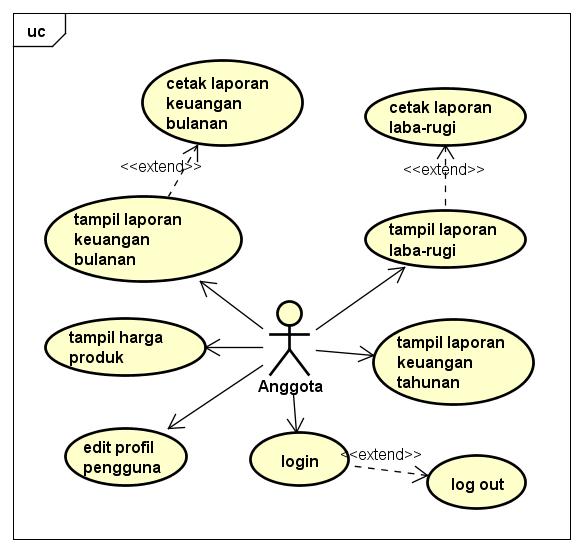 uc
cetak laporan
keuangan
bulanan
cetak laporan
laba-rugi
<<extend>>
<<extend>>
tampil laporan
keuangan
bulanan
tampil laporan
laba-rugi
tampil harga
produk
Anggota
tampil laporan
keuangan
tahunan
edit profil
pengguna
login
<<extend>>
log out